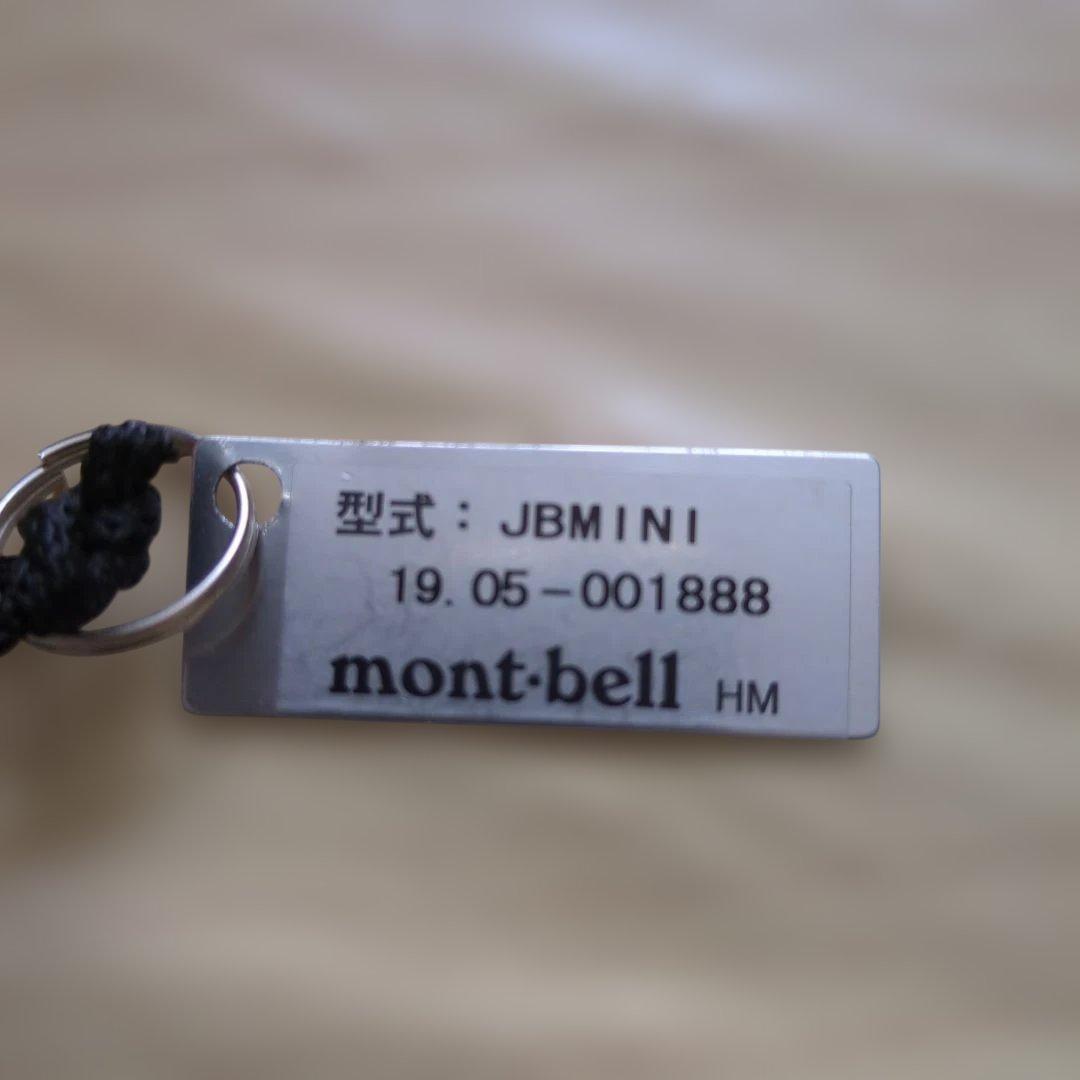 型式： JBMINI
19. 05-001888
mont·bell HM